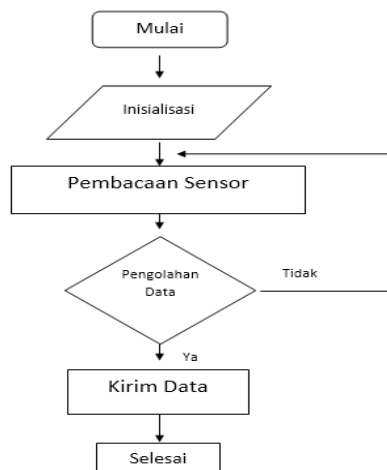 Mulai
Inisialisasi
Pembacaan Sensor
Pengolahan
Data
Tidak
Ya
Kirim Data
Selesai